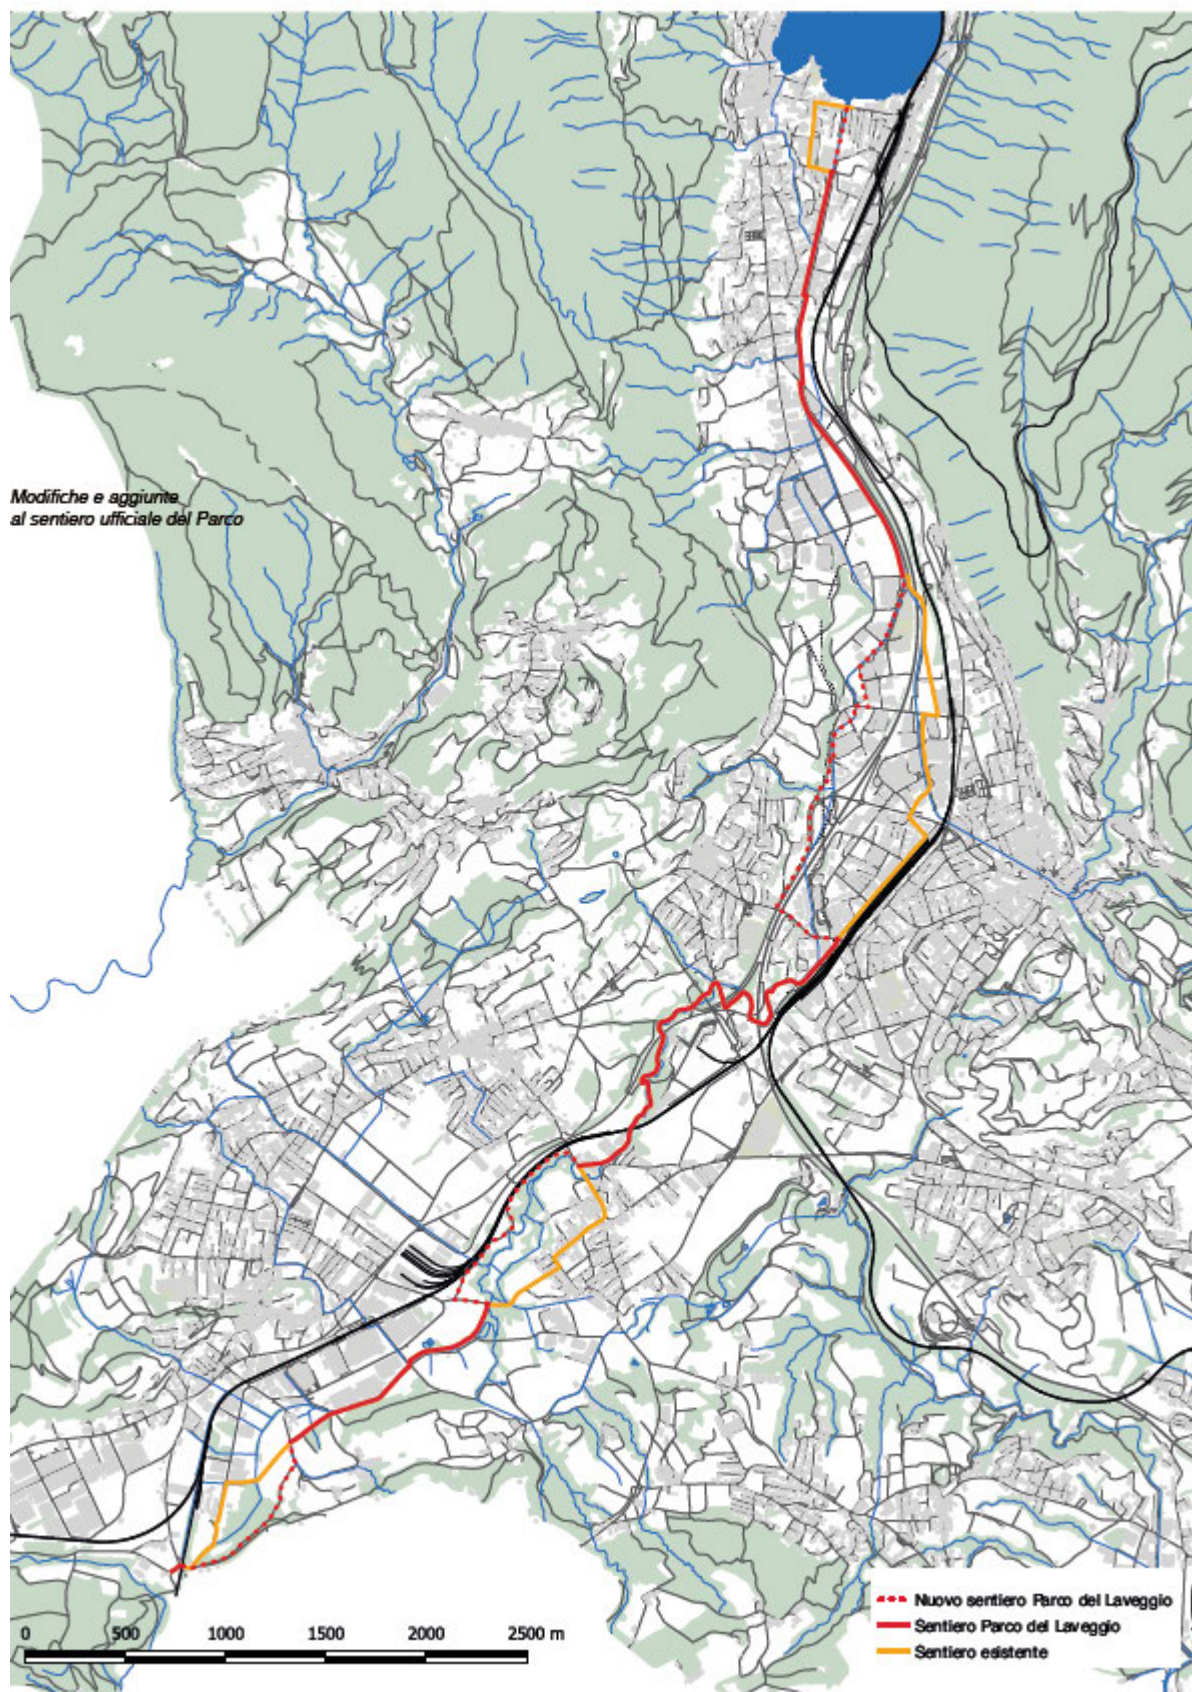 Modifiche e aggiunte
al sentiero ufficiale del Parco
Nuovo sentiero Parco del Laveggio
Sentiero Parco del Laveggio
Sentiero esistente
0 500 1000 1500 2000 2500 m